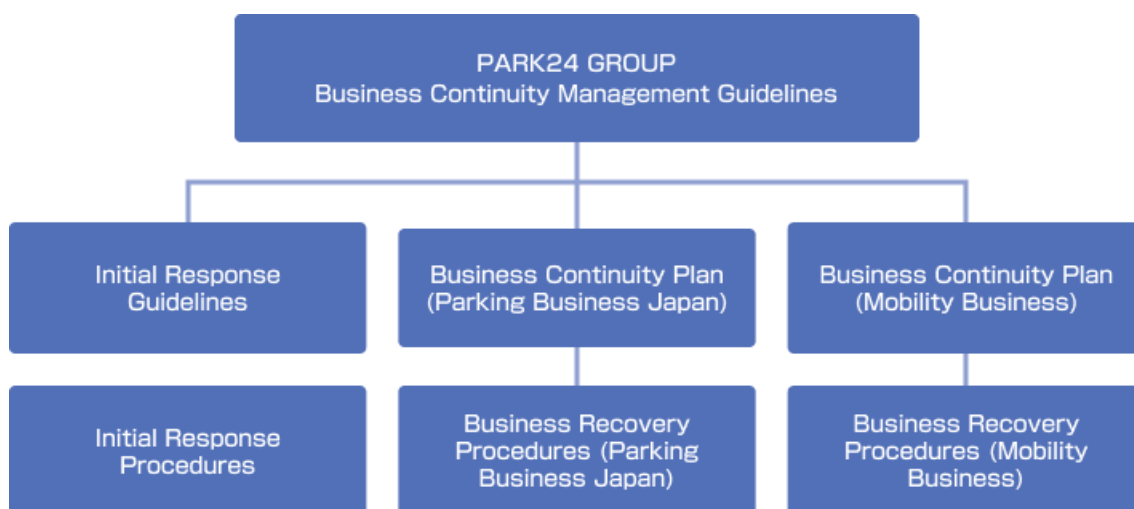 PARK24 GROUP
Business Continuity Management Guidelines
Initial Response
Guidelines
Business Continuity Plan
(Parking Business Japan)
Business Continuity Plan
(Mobility Business)
Initial Response
Procedures
Business Recovery
Procedures (Parking
Business Japan)
Business Recovery
Procedures (Mobility
Business)